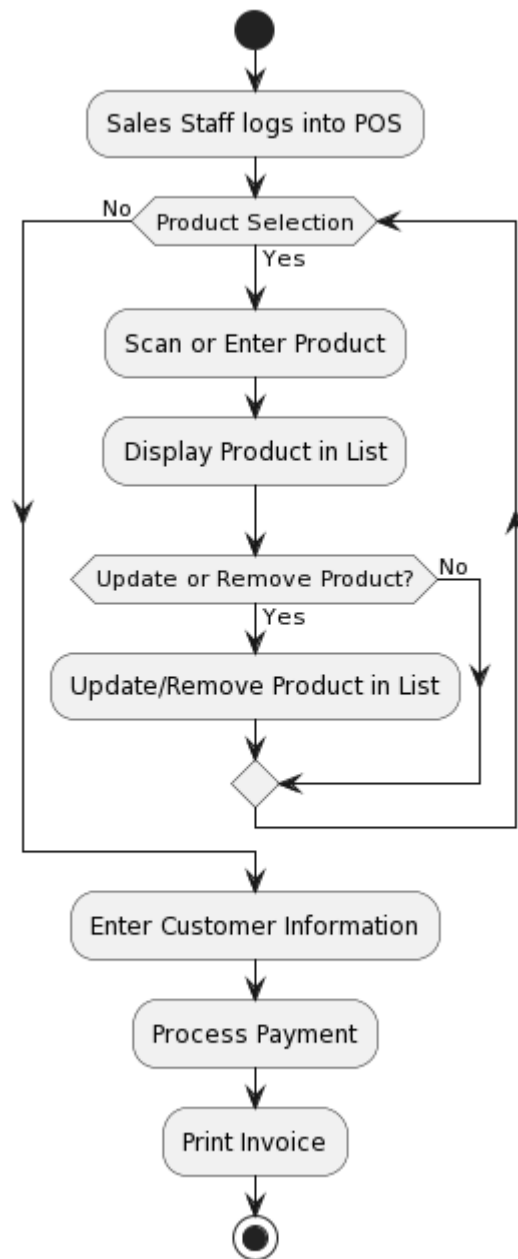 Sales Staff logs into POS
No
Product Selection
Yes
Scan or Enter Product
Display Product in List
Update or Remove Product?
No
Yes
Update/Remove Product in List
Enter Customer Information
Process Payment
Print Invoice